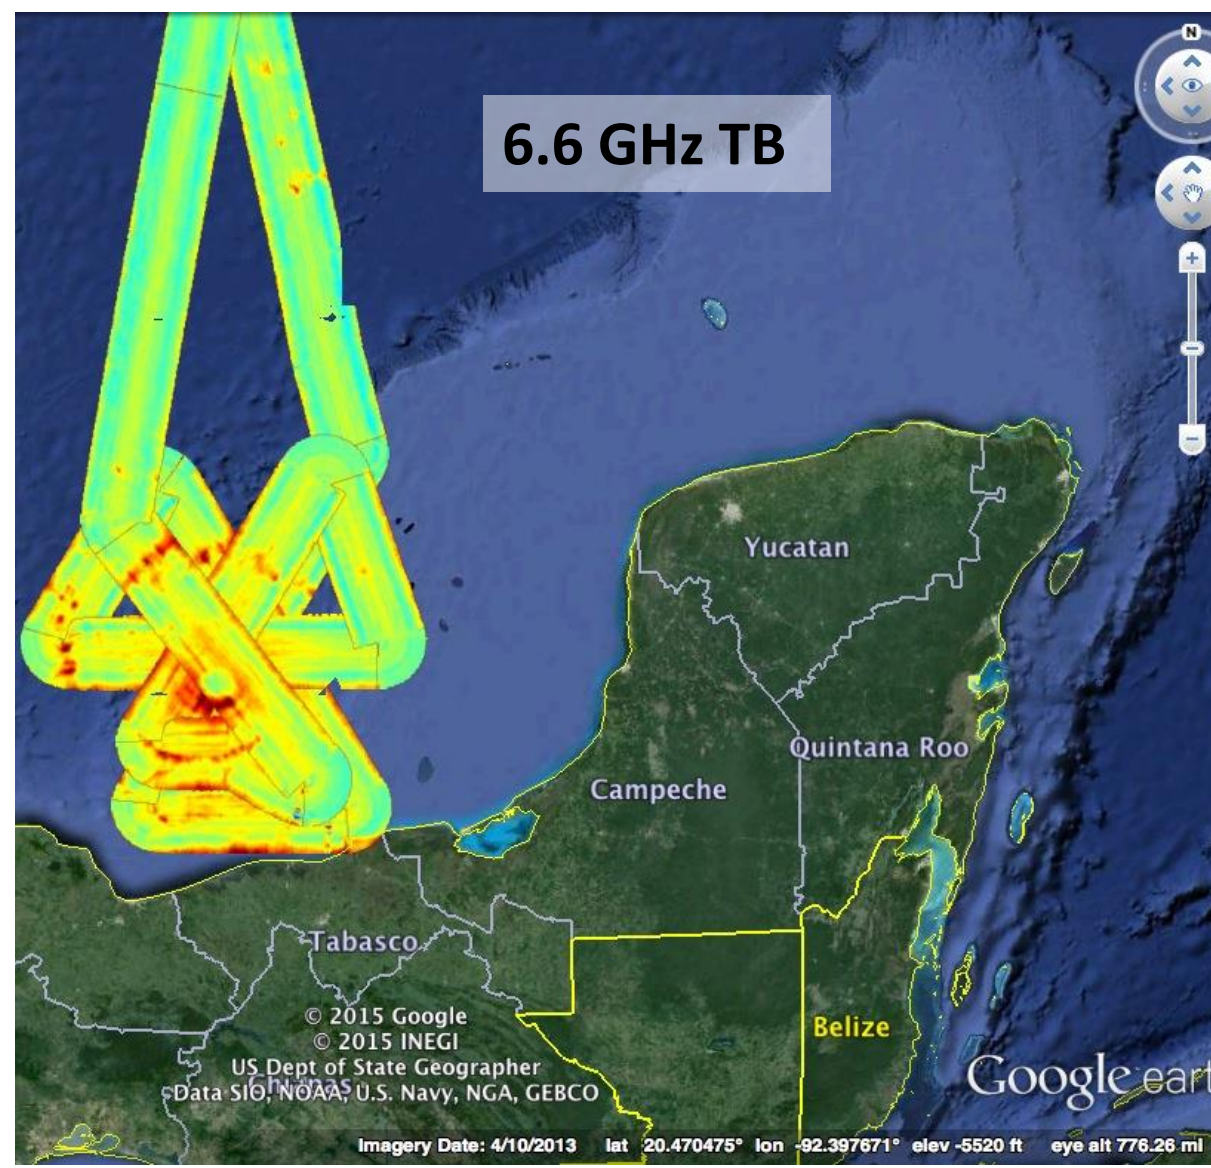 N
6.6 GHz TB
Yucatan
Quintana Roo
Campeche
Tabasco
© 2015 Google
© 2015 INEGI
US Dept of State Geographer
Data SIO, NOAA, U.S. Navy, NGA, GEBCO
Belize
Google eart
Imagery Date: 4/10/2013 lat 20.470475° lon -92.397671° elev -5520 ft eye alt 776.26 mi